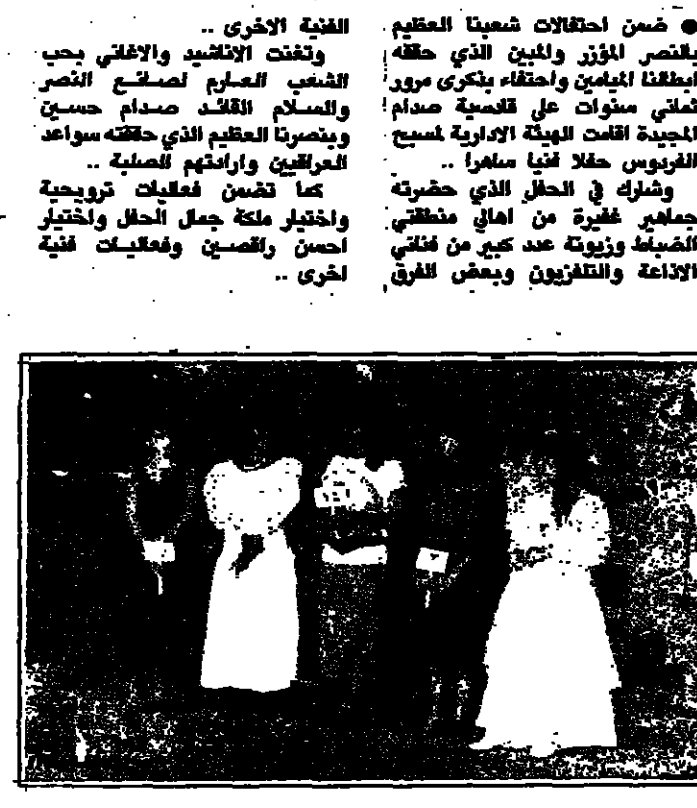 ● ضمن احتفالات شعبنا العظيم
بالنصر المؤزر والمبين الذي حققه
ابطالنا الميامين واحتفاء بذكرى مرور
ثماني سنوات على قادسية صدام
المجيدة اقامت الهيئة الادارية لمسبح
الفردوس حفلا فنيا ساهرا ..
وشارك في الحفل الذي حضرته
جماهير غفيرة من اهالي منطقتي
الضباط وزيونة عدد كبير من فناني
الاذاعة والتلفزيون وبعض الفرق
الفنية الاخرى ..
وتغنت الاناشيد والاغاني بحب
الشعب العارم لصانع النصر
والسلام القائد صدام حسين
وبنصرنا العظيم الذي حققته سواعد
العراقيين وارادتهم الصلبة ..
كما تضمن فعاليات ترويحية
واختيار ملكة جمال الحفل واختيار
احسن راقصين وفعاليات فنية
اخرى ..